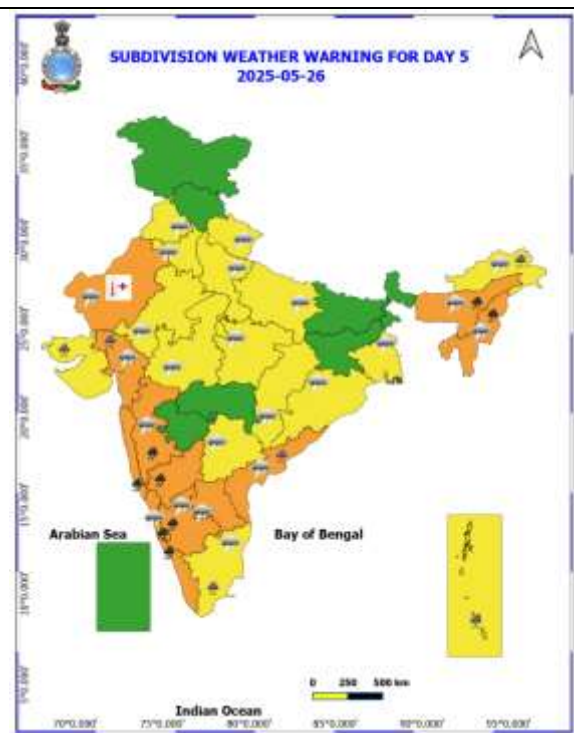 SUBDIVISION WEATHER WARNING FOR DAY 5
2025-05-26
Arabian Sea
Bay of Bengal
0 250 500 km
Indian Ocean
70°0.000' 75°0.000' 80°0.000' 85°0.000' 90°0.000' 95°0.000'